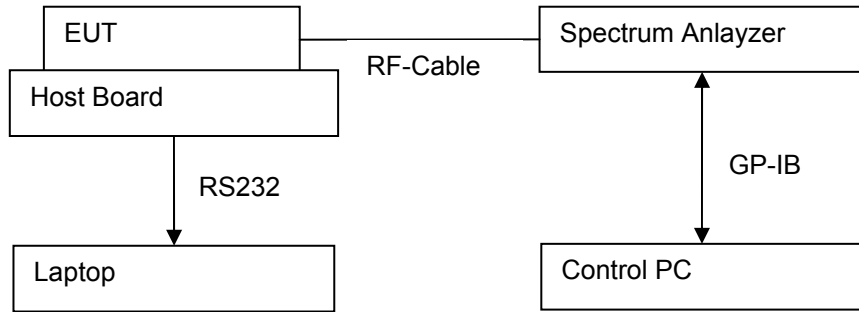 EUT
Spectrum Anlayzer
RF-Cable
Host Board
RS232
GP-IB
Laptop
Control PC